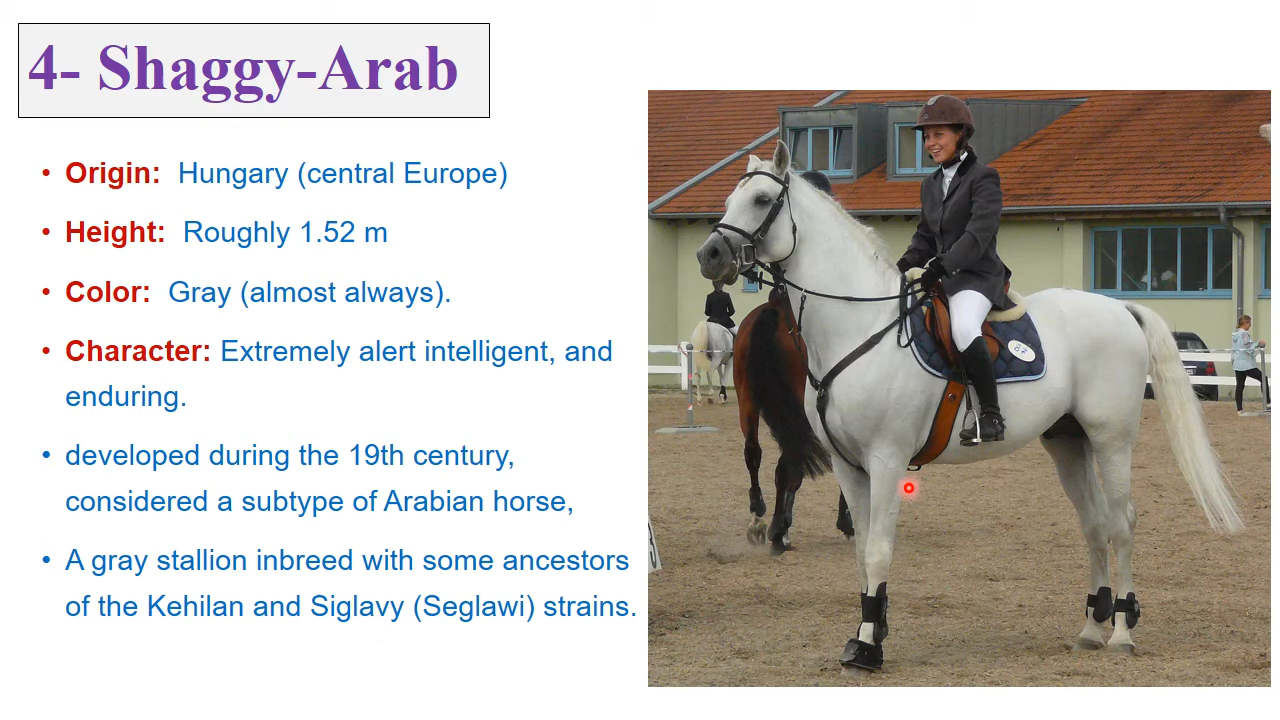 4- Shaggy-Arab
• Origin: Hungary (central Europe)
• Height: Roughly 1.52 m
• Color: Gray (almost always).
• Character: Extremely alert intelligent, and
enduring.
• developed during the 19th century,
considered a subtype of Arabian horse,
• A gray stallion inbreed with some ancestors
of the Kehilan and Siglavy (Seglawi) strains.